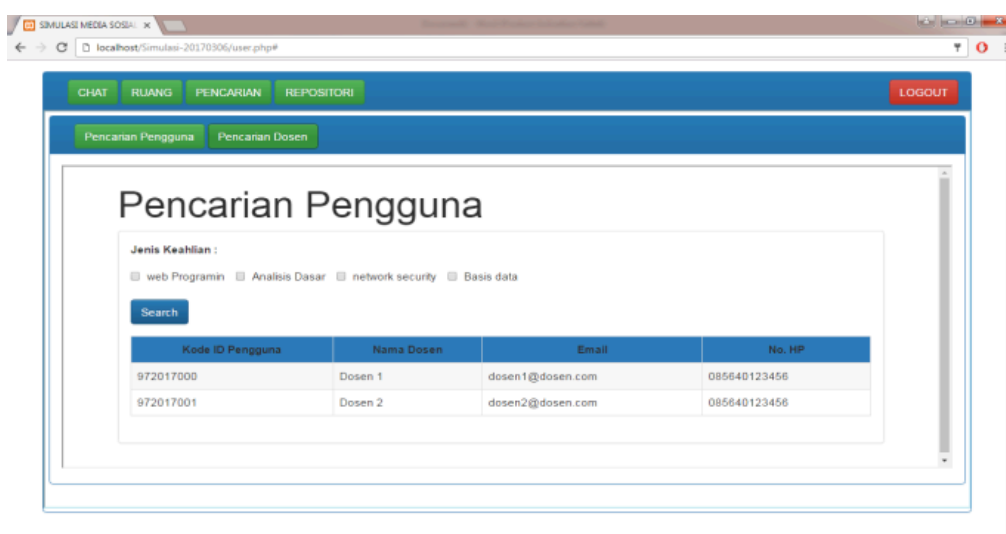 SIMULASI MEDIA SOSIAL
localhost/Simulasi-20170306/user.php#
CHAT RUANG PENCARIAN REPOSITORI LOGOUT
Pencarian Pengguna Pencarian Dosen
Pencarian Pengguna
Jenis Keahlian :
web Programin Analisis Dasar network security Basis data
Search
Kode ID Pengguna Nama Dosen Email No. HP
972017000 Dosen 1 dosen1@dosen.com 085640123456
972017001 Dosen 2 dosen2@dosen.com 085640123456